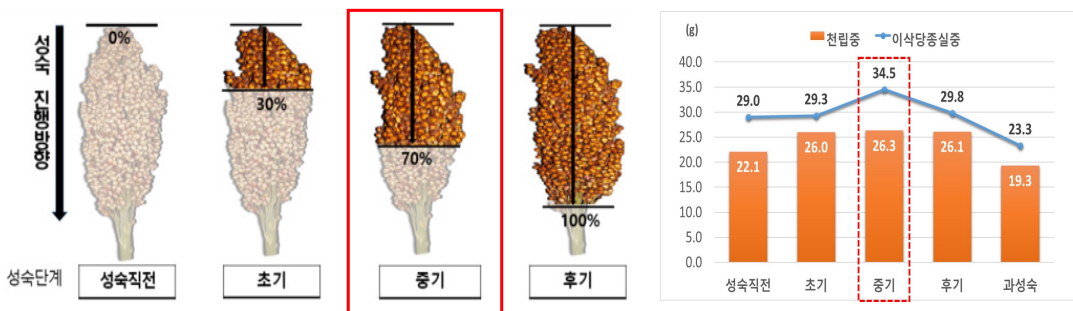 성숙 진행방향
0%
30%
70%
100%
성숙단계
성숙직전
초기
중기
후기
(g)
천립중 이삭당종실중
40.0
35.0
30.0
25.0
20.0
15.0
10.0
5.0
0.0
29.0 29.3 34.5 29.8 23.3
22.1 26.0 26.3 26.1 19.3
성숙직전 초기 중기 후기 과성숙